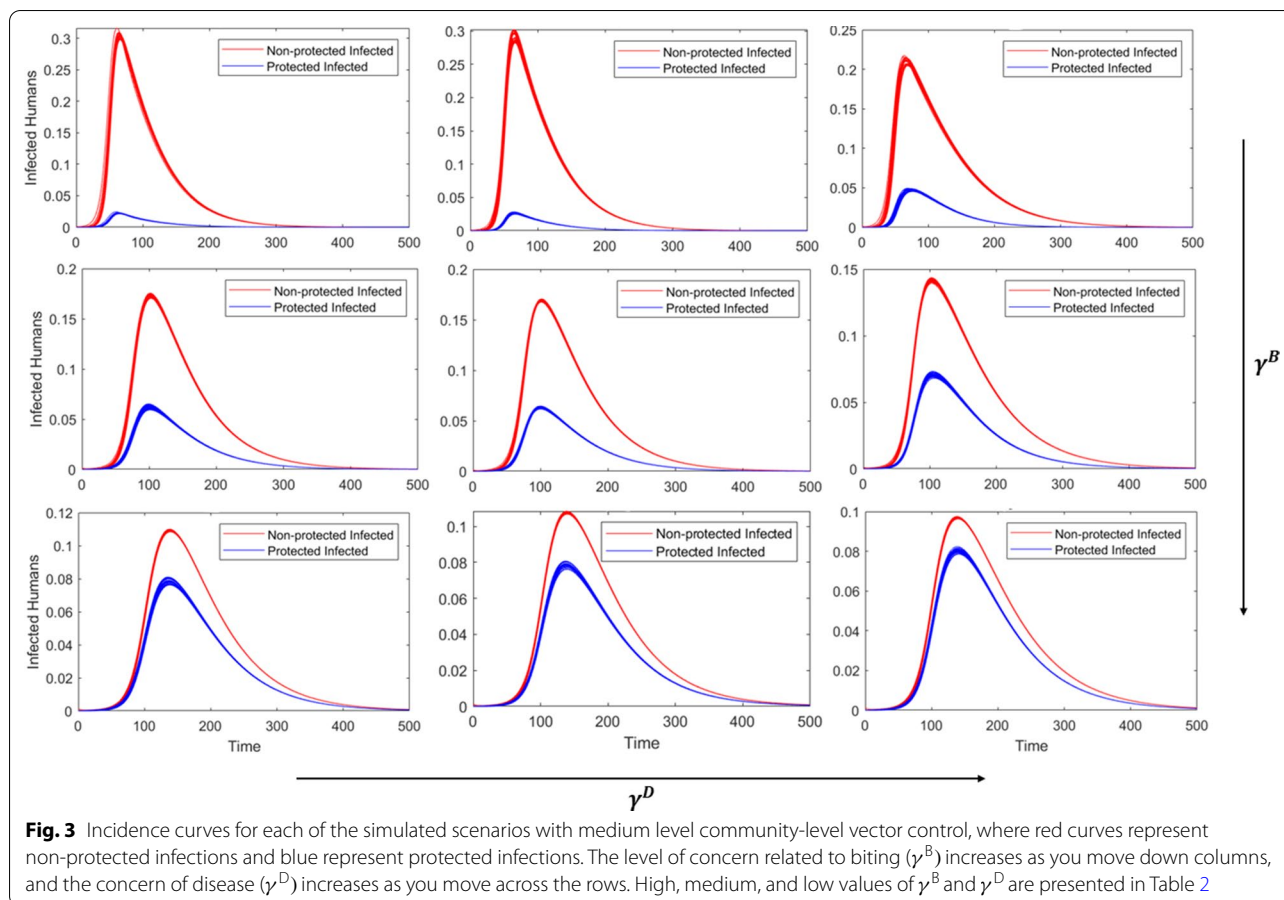 Non-protected Infected
Protected Infected
Infected Humans
0.3
0.25
0.2
0.15
0.1
0.05
0
0 100 200 300 400 500
Non-protected Infected
Protected Infected
0.3
0.25
0.2
0.15
0.1
0.05
0
0 100 200 300 400 500
Non-protected Infected
Protected Infected
0.25
0.2
0.15
0.1
0.05
0
0 100 200 300 400 500
Non-protected Infected
Protected Infected
Infected Humans
0.2
0.15
0.1
0.05
0
0 100 200 300 400 500
Non-protected Infected
Protected Infected
0.2
0.15
0.1
0.05
0
0 100 200 300 400 500
Non-protected Infected
Protected Infected
0.15
0.1
0.05
0
0 100 200 300 400 500
γᴮ
Non-protected Infected
Protected Infected
Infected Humans
0.12
0.1
0.08
0.06
0.04
0.02
0
0 100 200 300 400 500
Time
Non-protected Infected
Protected Infected
0.1
0.08
0.06
0.04
0.02
0
0 100 200 300 400 500
Time
Non-protected Infected
Protected Infected
0.1
0.08
0.06
0.04
0.02
0
0 100 200 300 400 500
Time
γᴰ
Fig. 3 Incidence curves for each of the simulated scenarios with medium level community-level vector control, where red curves represent
non-protected infections and blue represent protected infections. The level of concern related to biting (γᴮ) increases as you move down columns,
and the concern of disease (γᴰ) increases as you move across the rows. High, medium, and low values of γᴮ and γᴰ are presented in Table 2